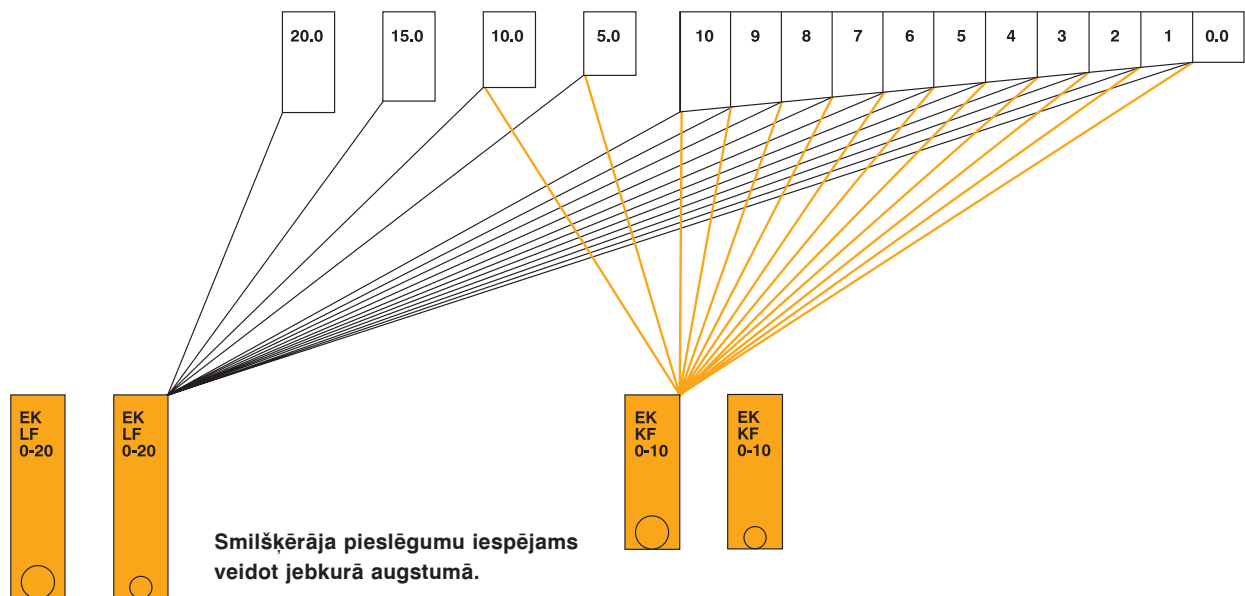 20.0 15.0 10.0 5.0 10 9 8 7 6 5 4 3 2 1 0.0
EK
LF
0-20
EK
LF
0-20
EK
KF
0-10
EK
KF
0-10
Smilšķērāja pieslēgumu iespējams
veidot jebkurā augstumā.